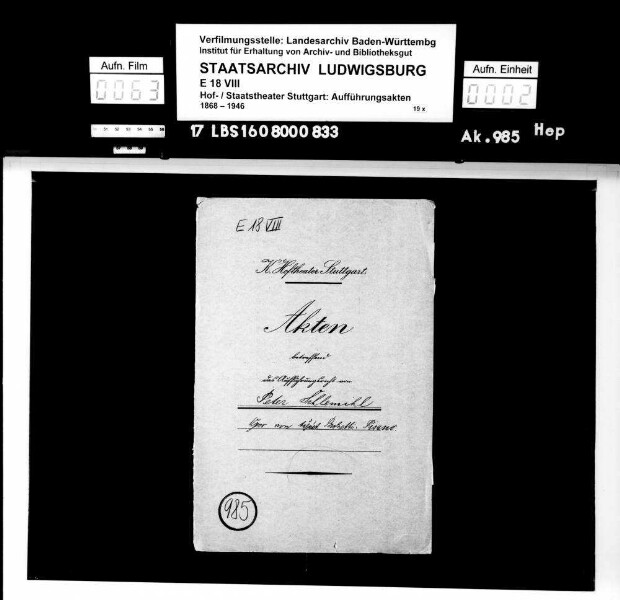 Verfilmungsstelle: Landesarchiv Baden-Württembg
Institut für Erhaltung von Archiv- und Bibliotheksgut
STAATSARCHIV LUDWIGSBURG
E 18 VIII
Hof- / Staatstheater Stuttgart: Aufführungsakten
1868 – 1946
19 x
Aufn. Film
0063
Aufn. Einheit
0002
17 LBS160 8000 833
Ak. 985 Hep
E 18 VIII
K. Hoftheater Stuttgart.
Akten
betreffend
das Aufführungsrecht von
Peter Schlemihl
Oper von
985